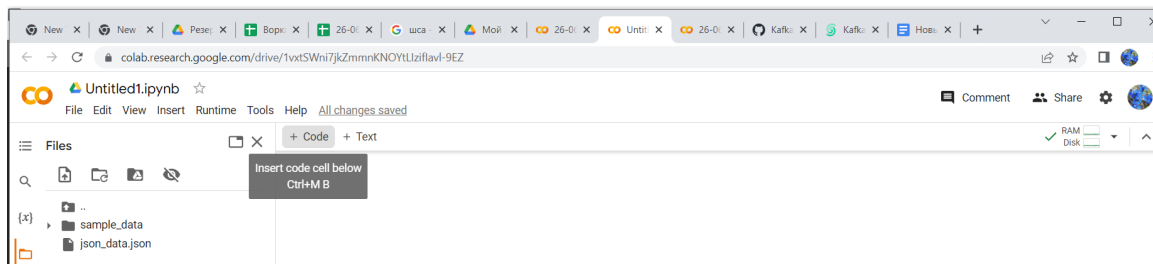 New New Резер Ворк 26-06 шса - Мой 26-06 Untit 26-06 Kafka Kafka Новь
colab.research.google.com/drive/1vxtSWni7jkZmmnKNOYtLIzifIavl-9EZ
CO Untitled1.ipynb Comment Share
File Edit View Insert Runtime Tools Help All changes saved
Files + Code + Text RAM
Disk
Insert code cell below
Ctrl+M B
{x} ..
sample_data
json_data.json